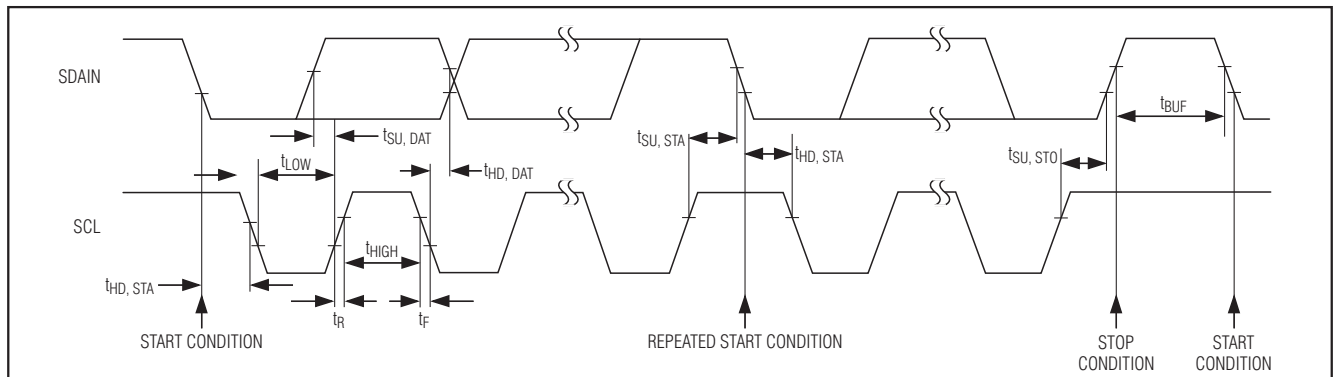 SDAIN
tSU, DAT
tLOW
tHD, DAT
tSU, STA
tHD, STA
tBUF
tSU, STO
SCL
tHIGH
tHD, STA
tR
tF
START CONDITION
REPEATED START CONDITION
STOP
CONDITION
START
CONDITION